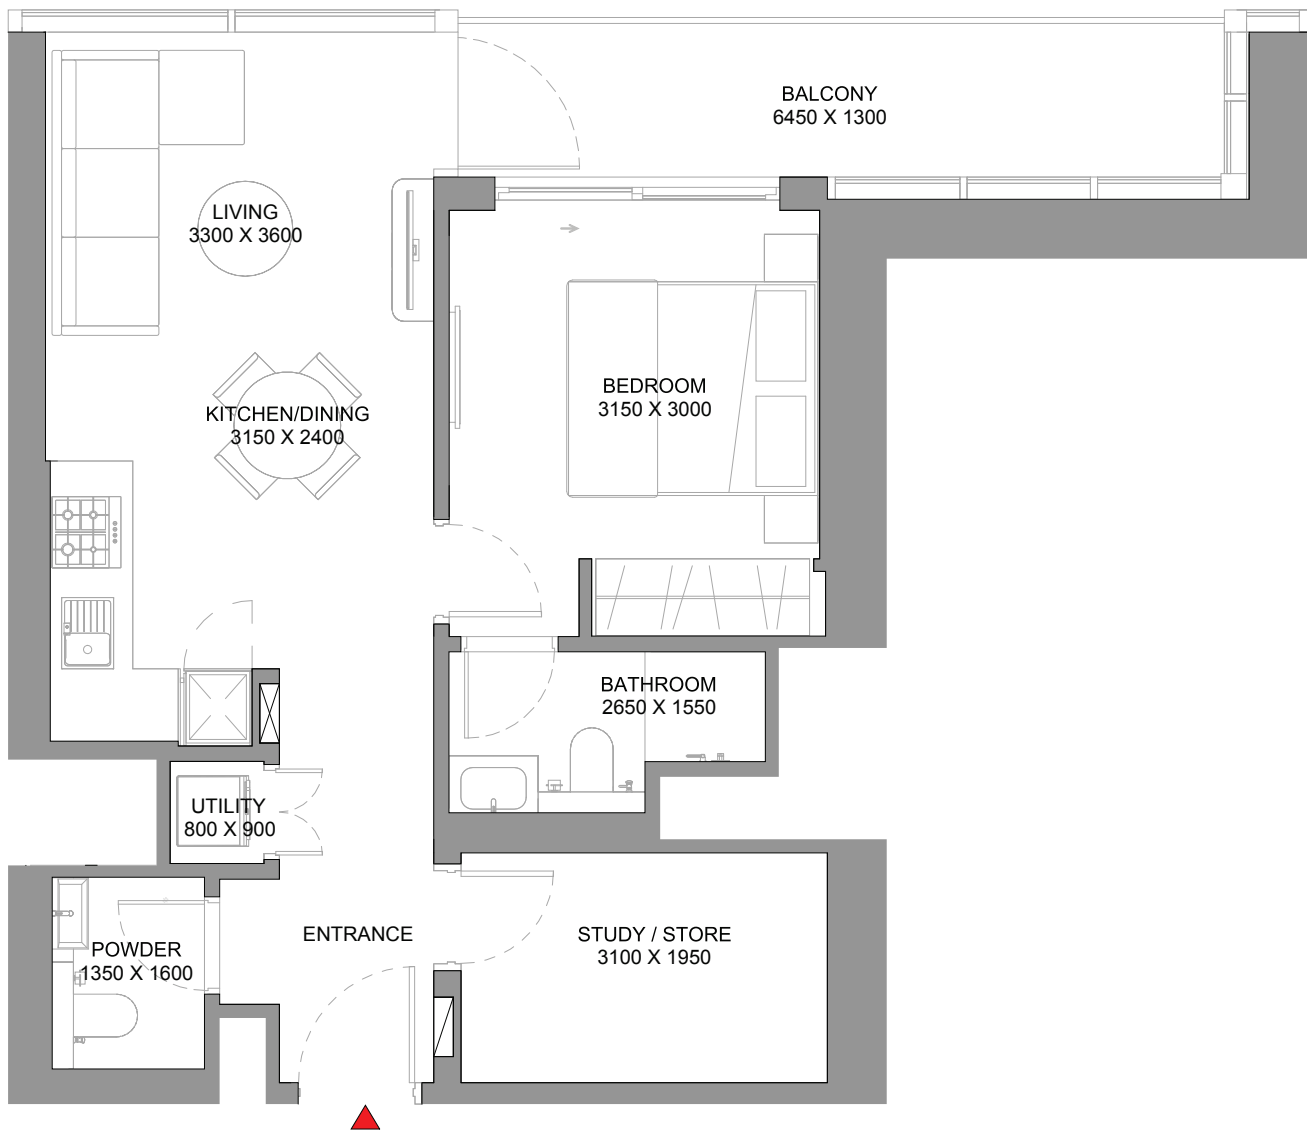 BALCONY
6450 X 1300
LIVING
3300 X 3600
BEDROOM
3150 X 3000
KITCHEN/DINING
3150 X 2400
BATHROOM
2650 X 1550
UTILITY
800 X 900
ENTRANCE
STUDY / STORE
3100 X 1950
POWDER
1350 X 1600